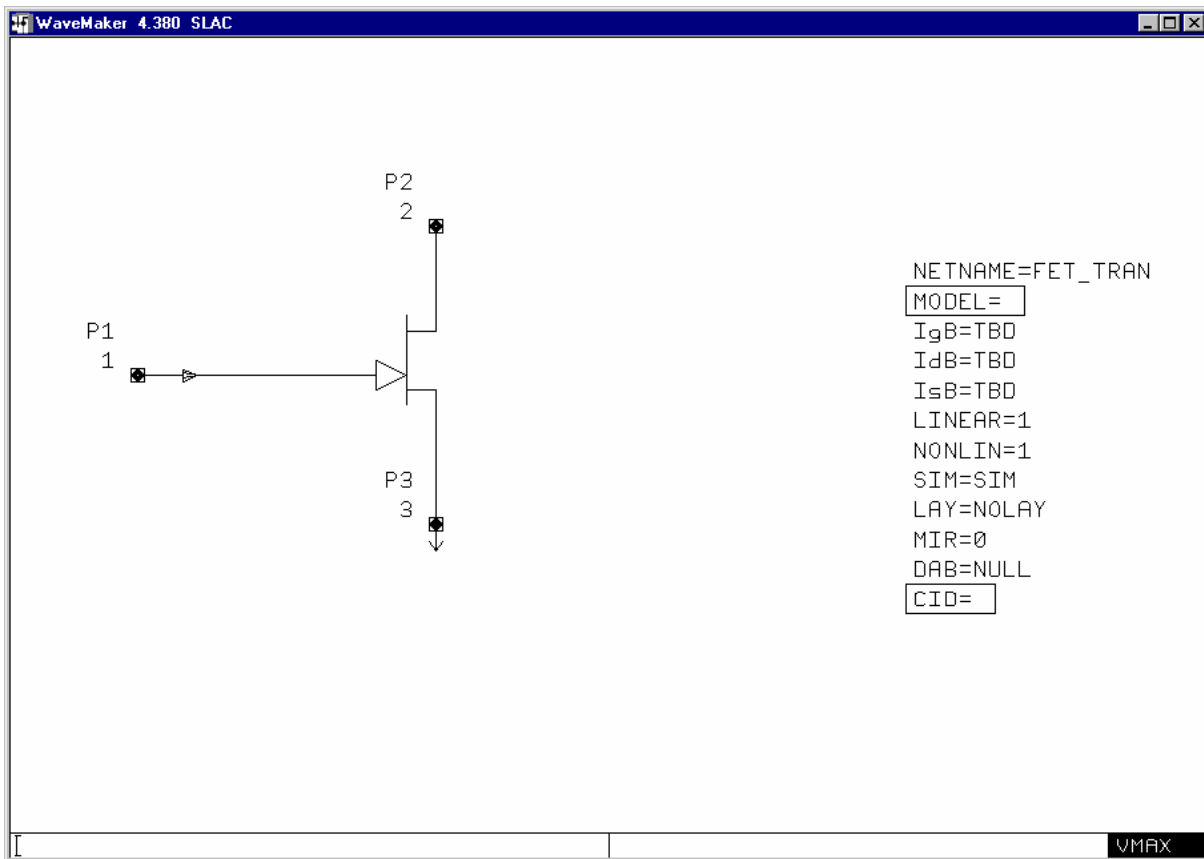 WaveMaker 4.380 SLAC
P2
2
P1
1
P3
3
NETNAME=FET_TRAN
MODEL=
IgB=TBD
IdB=TBD
IsB=TBD
LINEAR=1
NONLIN=1
SIM=SIM
LAY=NOLAY
MIR=0
DAB=NULL
CID=
VMAX